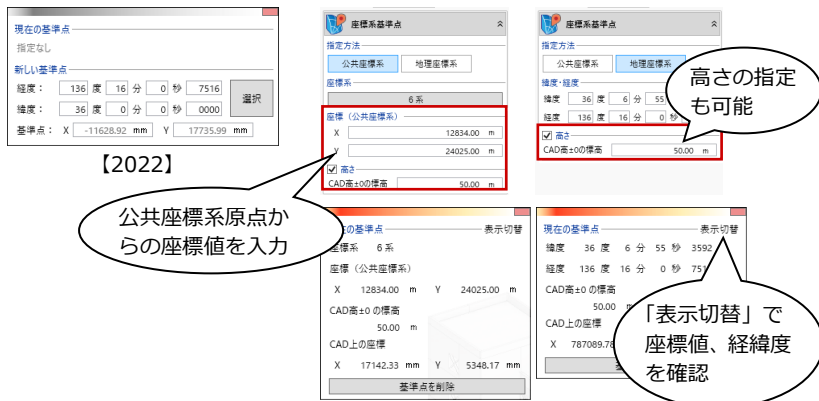 現在の基準点
指定なし
新しい基準点
経度： 136 度 16 分 0 秒 7516
緯度： 36 度 0 分 0 秒 0000
選択
基準点： X -11628.92 mm Y 17735.99 mm
【2022】
座標系基準点
指定方法
公共座標系 地理座標系
座標系
6系
座標（公共座標系）
X 12834.00 m
Y 24025.00 m
高さ
CAD高±0の標高 50.00 m
座標系基準点
指定方法
公共座標系 地理座標系
緯度・経度
緯度 36 度 6 分 55
経度 136 度 16 分 0
高さ
CAD高±0の標高 50.00 m
高さの指定
も可能
公共座標系原点か
らの座標値を入力
の基準点 表示切替
座標系 6 系
座標（公共座標系）
X 12834.00 m Y 24025.00 m
CAD高±0 の標高
50.00 m
CAD上の座標
X 17142.33 mm Y 5348.17 mm
基準点を削除
現在の基準点 表示切替
緯度 36 度 6 分 55 秒 3592
経度 136 度 16 分 0 秒 751
CAD高±0の標高
50.00
CAD上の座標
X 787089.78
「表示切替」で
座標値、経緯度
を確認